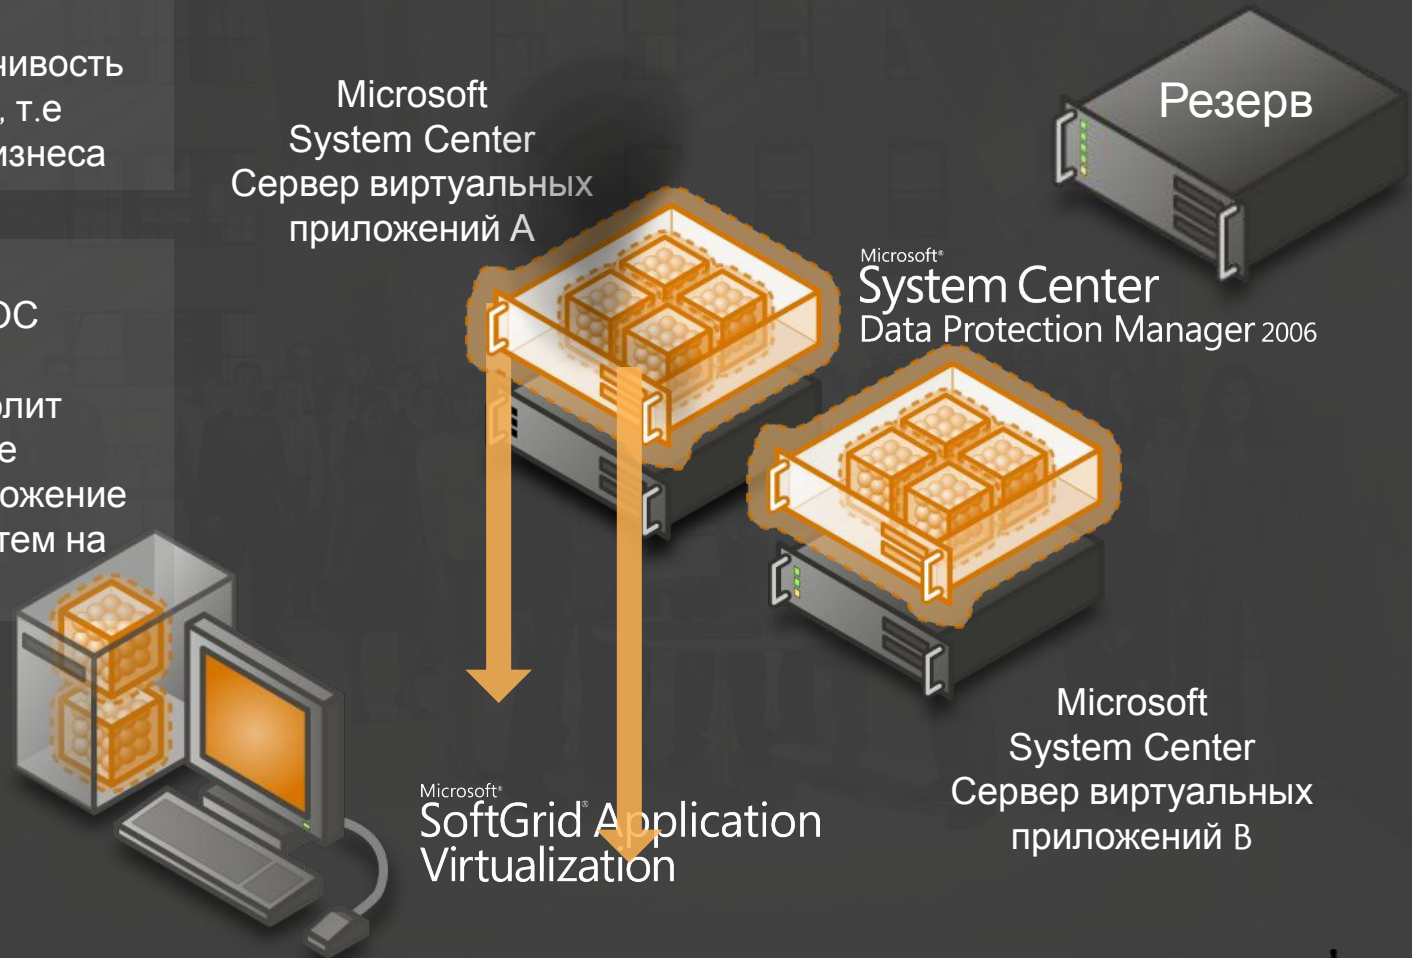 чивость
, т.е
изнеса
ОС
олит
е
ожение
тем на
Microsoft
System Center
Сервер виртуальных
приложений А
Резерв
Microsoft®
System Center
Data Protection Manager 2006
Microsoft
System Center
Сервер виртуальных
приложений В
Microsoft®
SoftGrid® Application
Virtualization